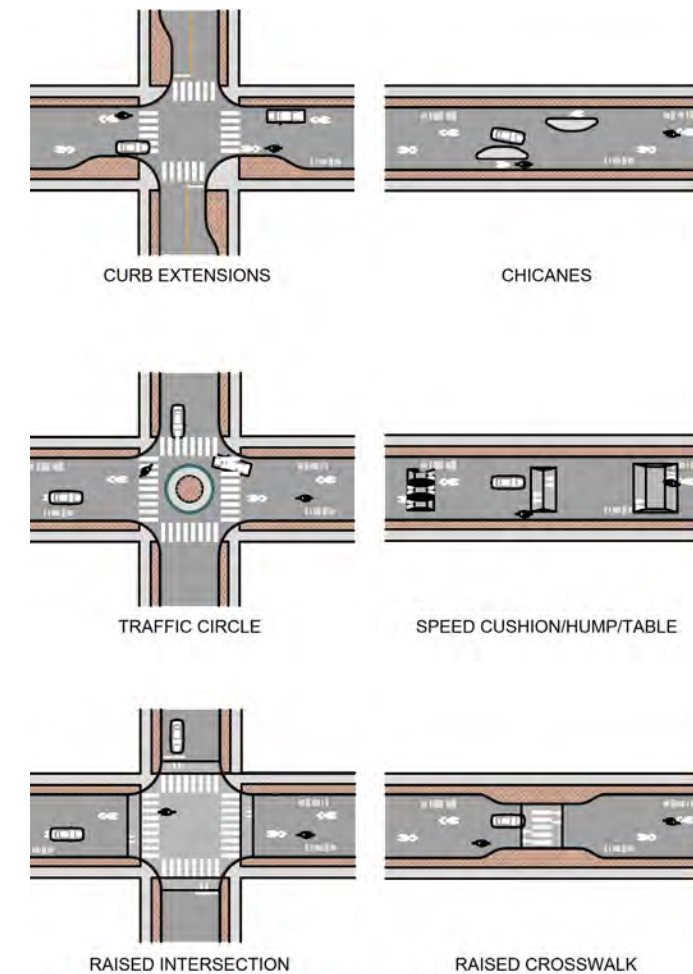 CURB EXTENSIONS
CHICANES
TRAFFIC CIRCLE
SPEED CUSHION/HUMP/TABLE
RAISED INTERSECTION
RAISED CROSSWALK